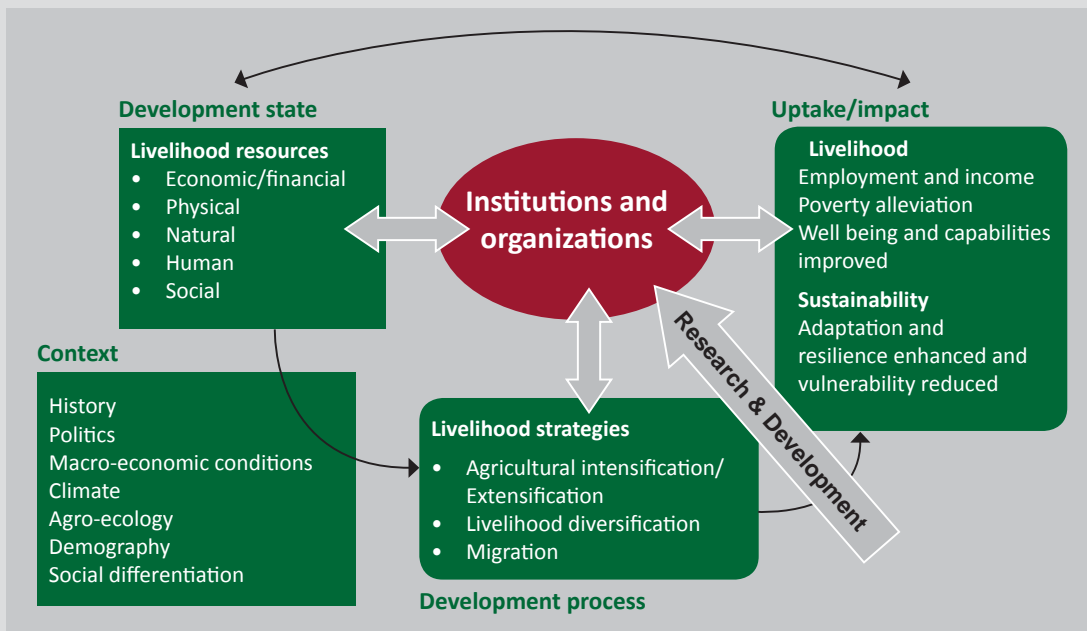 Development state
Livelihood resources
• Economic/financial
• Physical
• Natural
• Human
• Social
Context
History
Politics
Macro-economic conditions
Climate
Agro-ecology
Demography
Social differentiation
Institutions and
organizations
Livelihood strategies
• Agricultural intensification/
Extensification
• Livelihood diversification
• Migration
Development process
Research & Development
Uptake/impact
Livelihood
Employment and income
Poverty alleviation
Well being and capabilities
improved
Sustainability
Adaptation and
resilience enhanced and
vulnerability reduced